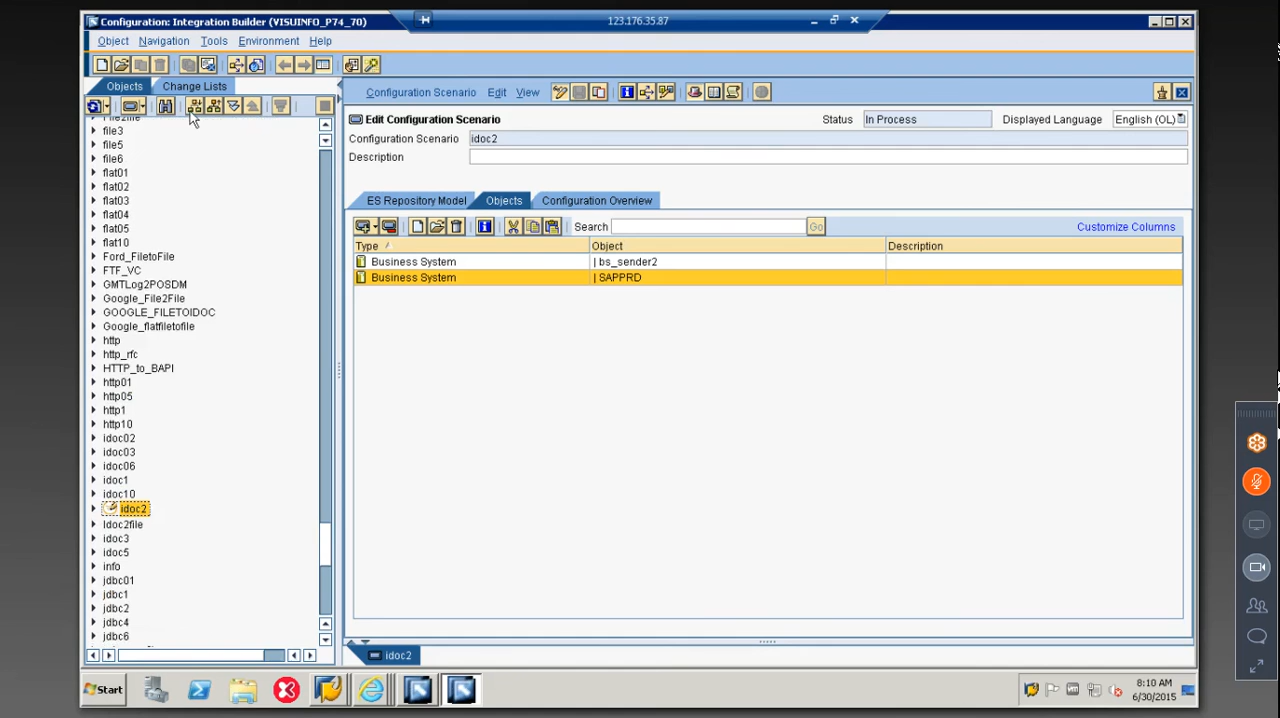 Configuration: Integration Builder (VISUINFO_P74_70)
123.176.35.87
Object Navigation Tools Environment Help
Objects Change Lists
file3
file5
file6
flat01
flat02
flat03
flat04
flat05
flat10
Ford_FiletoFile
FTF_VC
GMTLog2POSDM
Google_File2File
GOOGLE_FILETOIDOC
Google_flatfiletofile
http
http_rfc
HTTP_to_BAPI
http01
http05
http1
http10
idoc02
idoc03
idoc06
idoc1
idoc10
idoc2
Idoc2file
idoc3
idoc5
info
jdbc01
jdbc1
jdbc2
jdbc4
jdbc6
Configuration Scenario Edit View
Edit Configuration Scenario Status In Process Displayed Language English (OL)
Configuration Scenario idoc2
Description
ES Repository Model Objects Configuration Overview
Search Go Customize Columns
Type Object Description
Business System | bs_sender2
Business System | SAPPRD
idoc2
Start
8:10 AM
6/30/2015